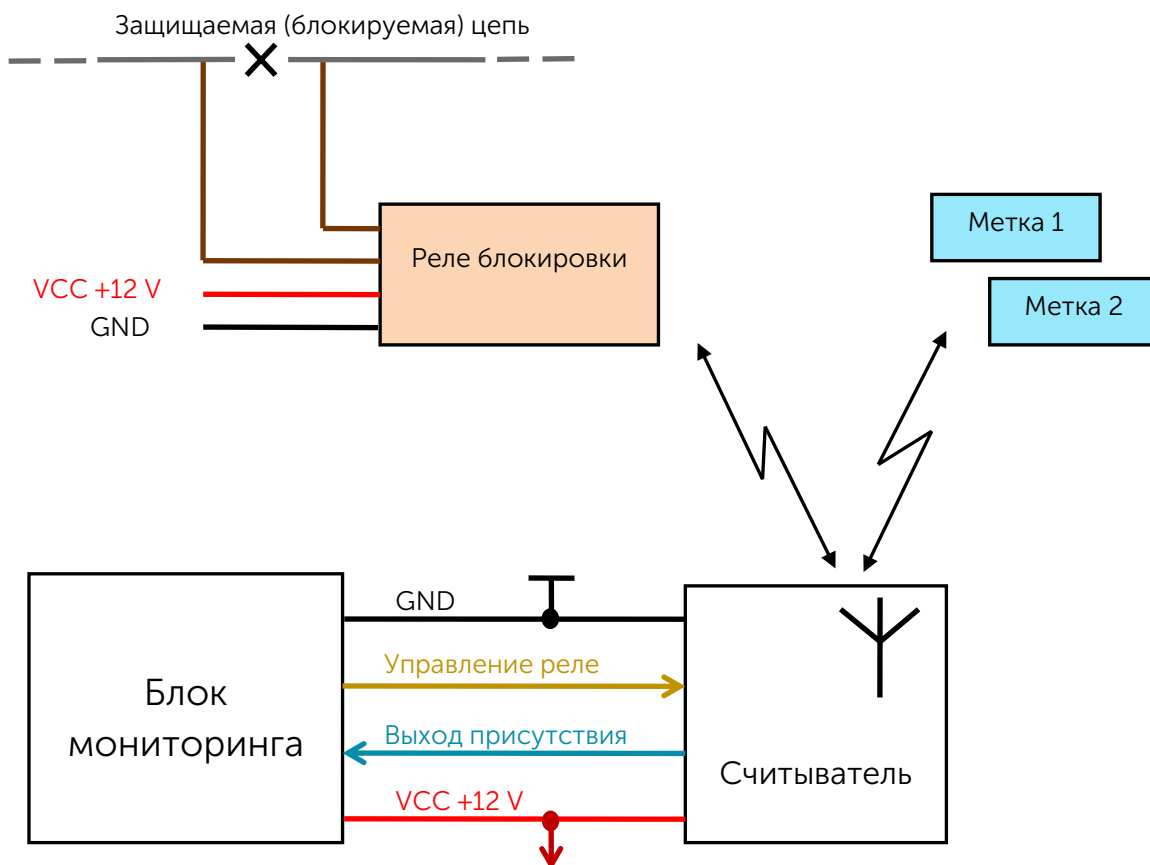 Защищаемая (блокируемая) цепь
Реле блокировки
VCC +12 V
GND
Метка 1
Метка 2
Блок
мониторинга
GND
Управление реле
Выход присутствия
VCC +12 V
Считыватель